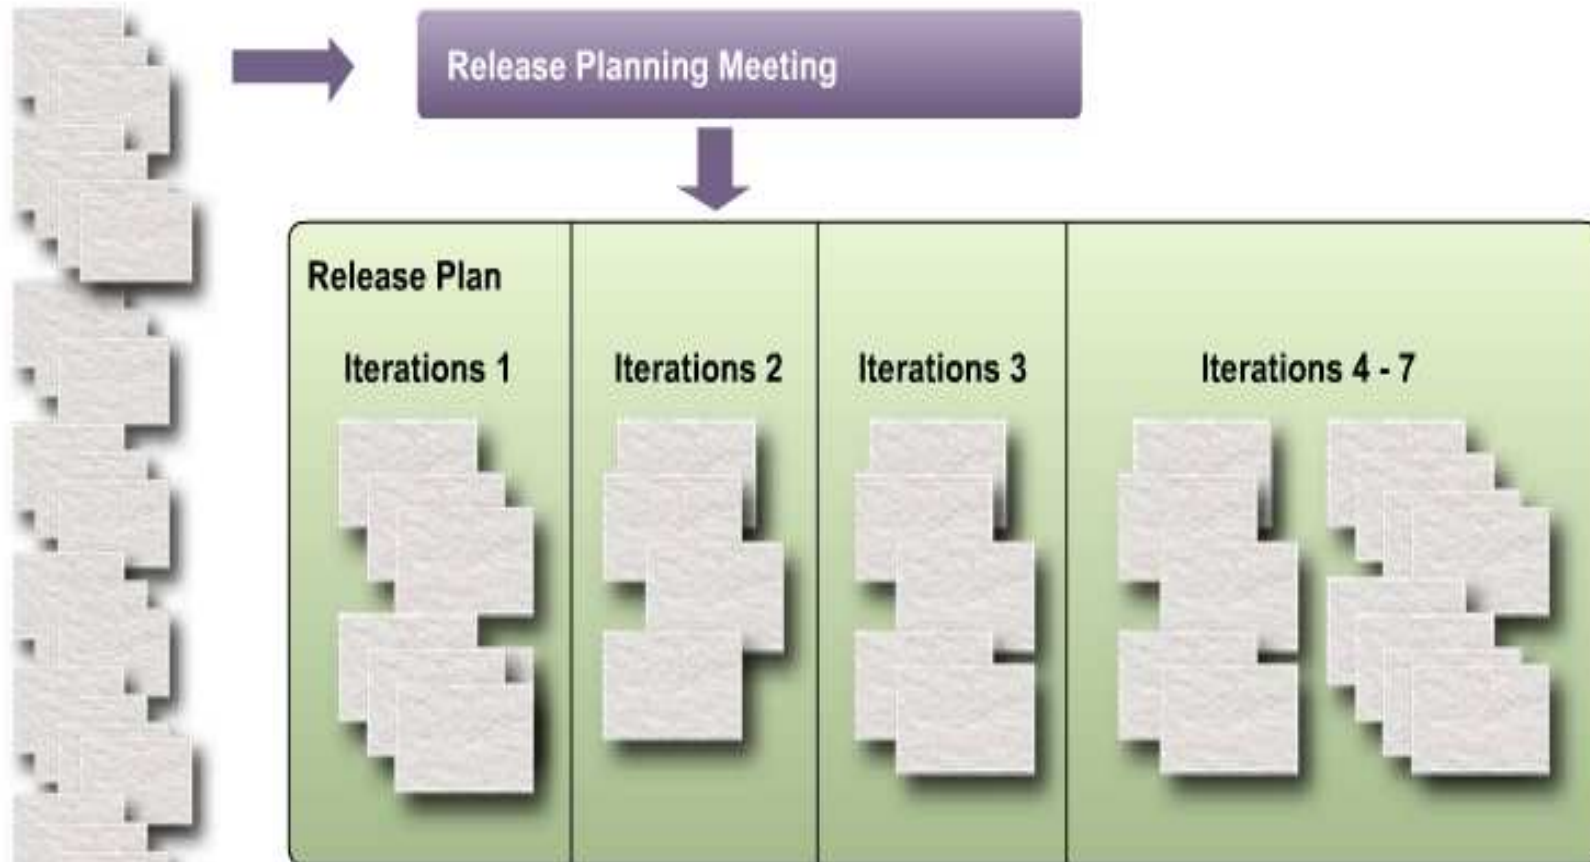 Release Planning Meeting
Release Plan
Iterations 1
Iterations 2
Iterations 3
Iterations 4 - 7